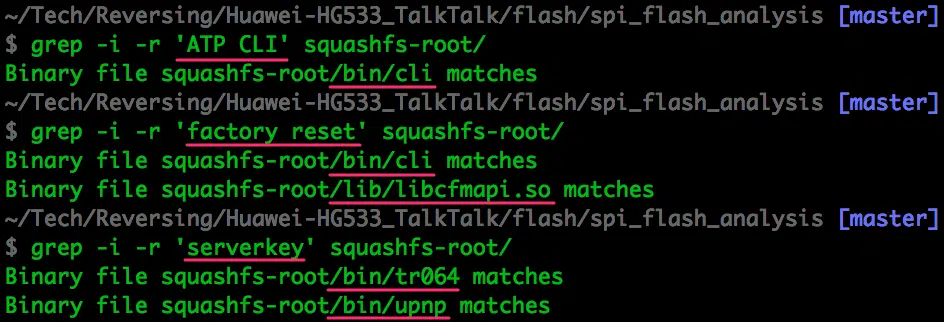 ~/Tech/Reversing/Huawei-HG533_TalkTalk/flash/spi_flash_analysis [master]
$ grep -i -r 'ATP CLI' squashfs-root/
Binary file squashfs-root/bin/cli matches
~/Tech/Reversing/Huawei-HG533_TalkTalk/flash/spi_flash_analysis [master]
$ grep -i -r 'factory reset' squashfs-root/
Binary file squashfs-root/bin/cli matches
Binary file squashfs-root/lib/libcfmapi.so matches
~/Tech/Reversing/Huawei-HG533_TalkTalk/flash/spi_flash_analysis [master]
$ grep -i -r 'serverkey' squashfs-root/
Binary file squashfs-root/bin/tr064 matches
Binary file squashfs-root/bin/upnp matches